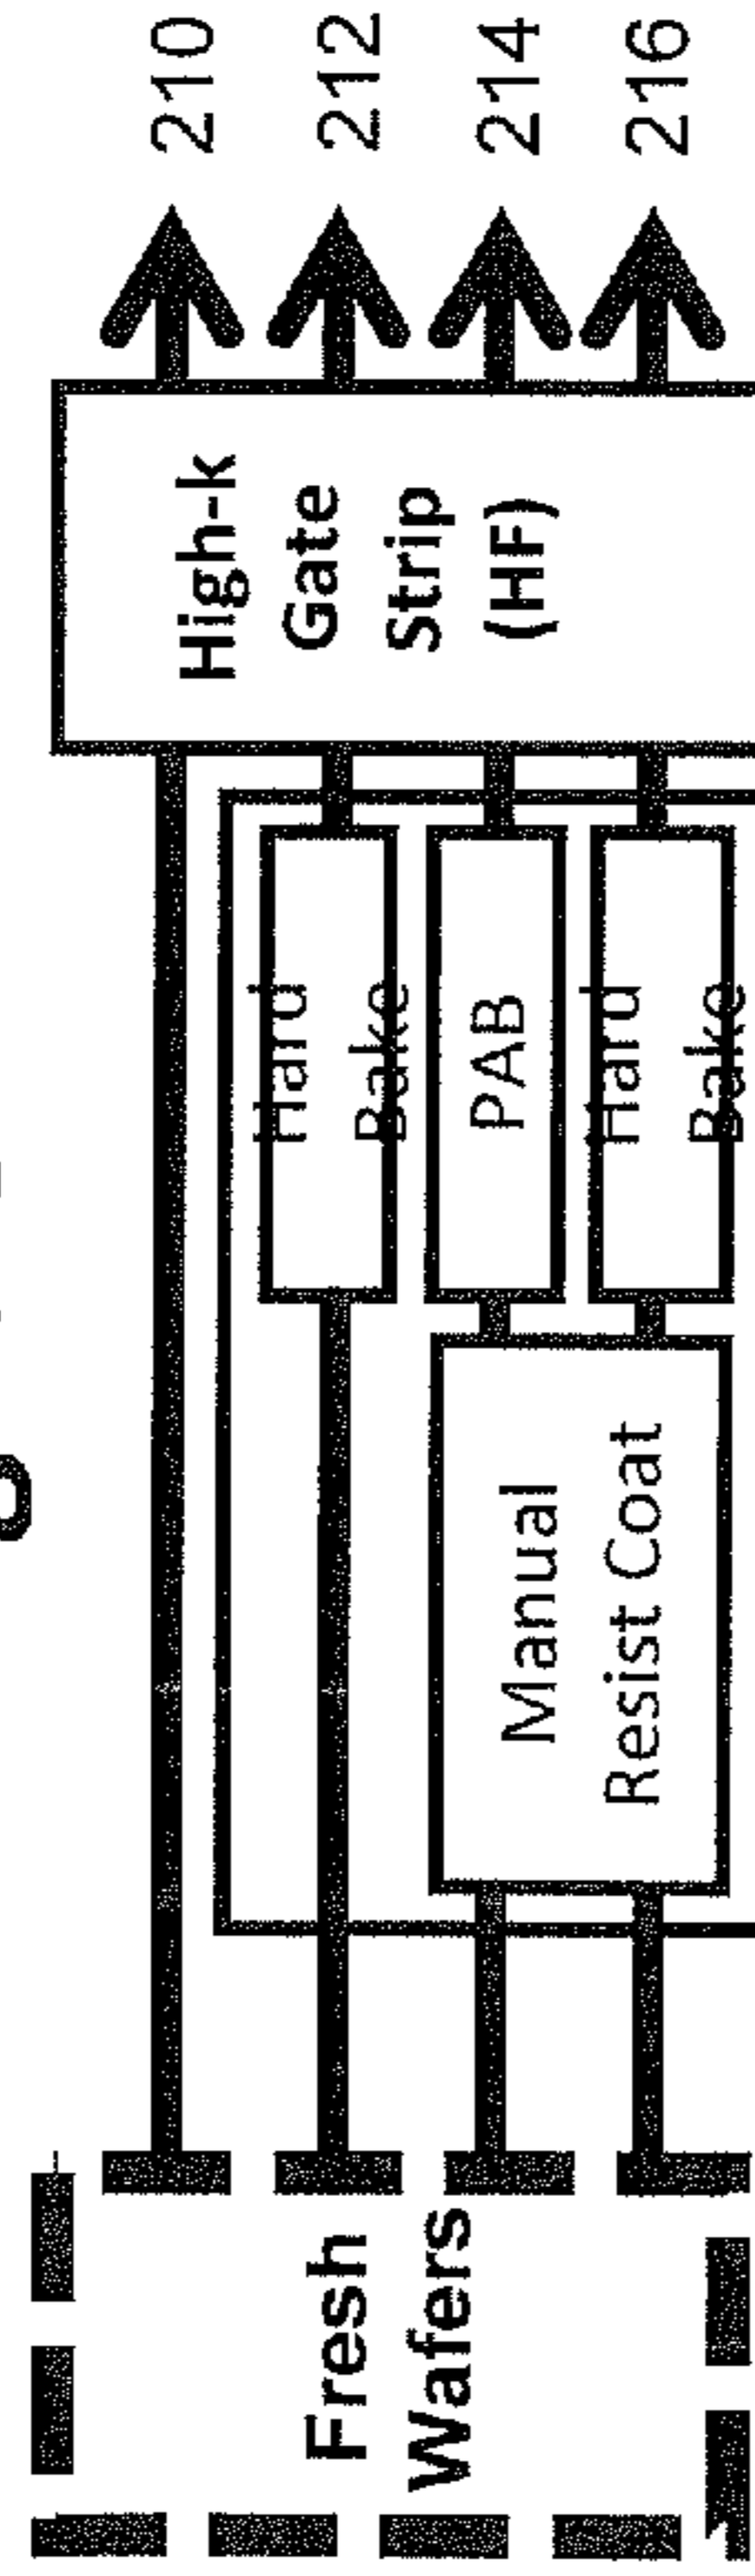 Fresh
Wafers
Manual
Resist Coat
Hard
Bake
PAB
Hard
Bake
High-k
Gate
Strip
(HF)
210
212
214
216